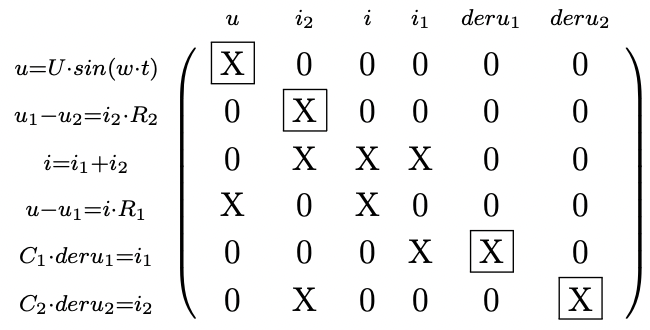 u i₂ i i₁ deru₁ deru₂
u=U·sin(w·t) X 0 0 0 0 0
u₁−u₂=i₂·R₂ 0 X 0 0 0 0
i=i₁+i₂ 0 X X X 0 0
u−u₁=i·R₁ X 0 X 0 0 0
C₁·deru₁=i₁ 0 0 0 X X 0
C₂·deru₂=i₂ 0 X 0 0 0 X